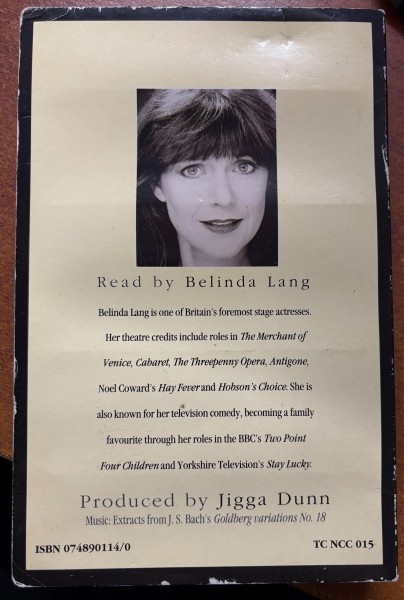 Read by Belinda Lang
Belinda Lang is one of Britain's foremost stage actresses.
Her theatre credits include roles in The Merchant of
Venice, Cabaret, The Threepenny Opera, Antigone,
Noel Coward's Hay Fever and Hobson's Choice. She is
also known for her television comedy, becoming a family
favourite through her roles in the BBC's Two Point
Four Children and Yorkshire Television's Stay Lucky.
Produced by Jigga Dunn
Music: Extracts from J. S. Bach's Goldberg variations No. 18
ISBN 074890114/0 TC NCC 015